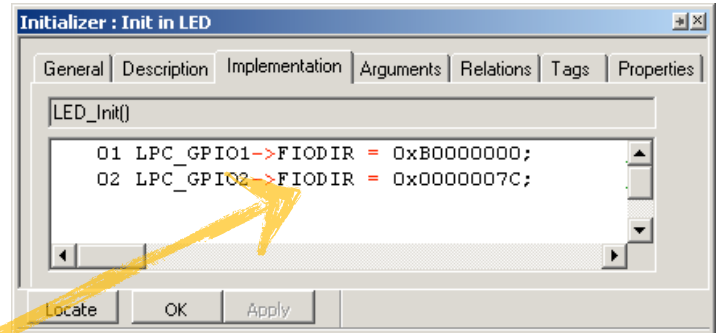 Initializer : Init in LED
General Description Implementation Arguments Relations Tags Properties
LED_Init()
01 LPC_GPIO1->FIODIR = 0xB0000000;
02 LPC_GPIO2->FIODIR = 0x0000007C;
Locate OK Apply